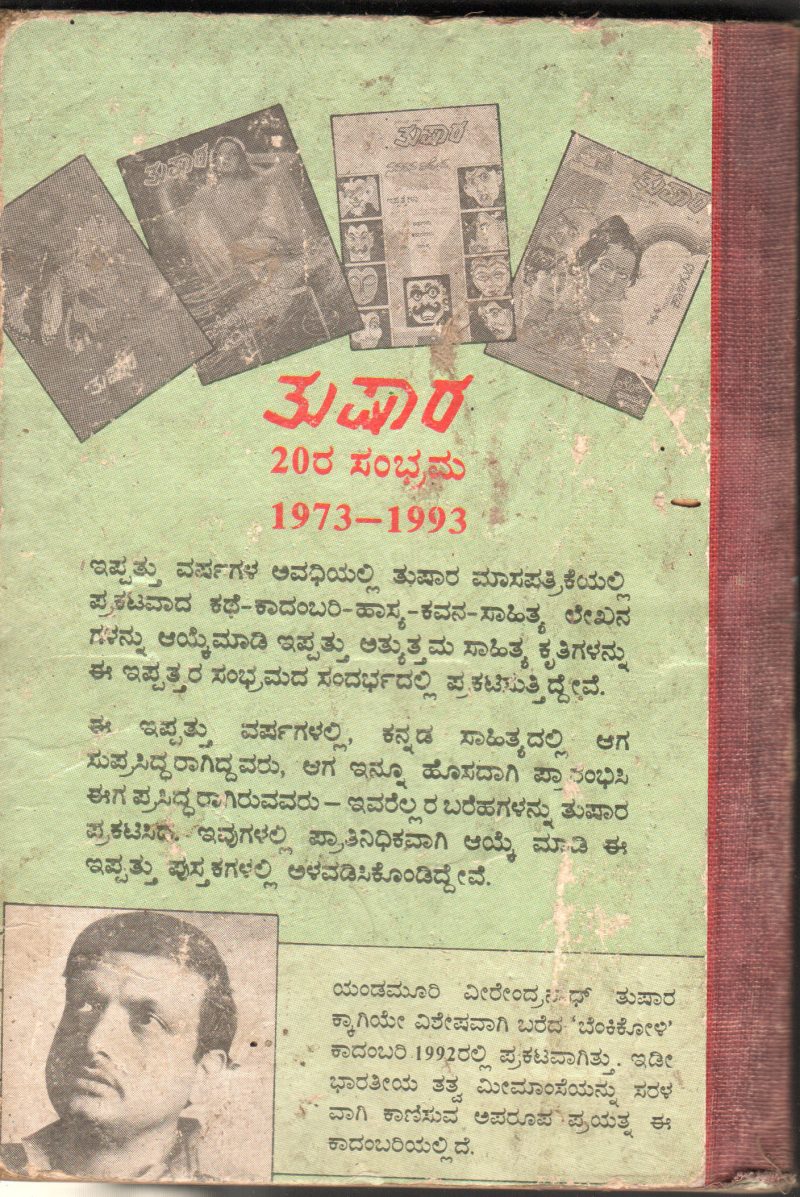 ತುಷಾರ
ತುಷಾರ
ತುಷಾರ
ತುಷಾರ
ತುಷಾರ
20ರ ಸಂಭ್ರಮ
1973–1993
ಇಪ್ಪತ್ತು ವರ್ಷಗಳ ಅವಧಿಯಲ್ಲಿ ತುಷಾರ ಮಾಸಪತ್ರಿಕೆಯಲ್ಲಿ
ಪ್ರಕಟವಾದ ಕಥೆ-ಕಾದಂಬರಿ-ಹಾಸ್ಯ-ಕವನ-ಸಾಹಿತ್ಯ ಲೇಖನ
ಗಳನ್ನು ಆಯ್ಕೆಮಾಡಿ ಇಪ್ಪತ್ತು ಅತ್ಯುತ್ತಮ ಸಾಹಿತ್ಯ ಕೃತಿಗಳನ್ನು
ಈ ಇಪ್ಪತ್ತರ ಸಂಭ್ರಮದ ಸಂದರ್ಭದಲ್ಲಿ ಪ್ರಕಟಿಸುತ್ತಿದ್ದೇವೆ.
ಈ ಇಪ್ಪತ್ತು ವರ್ಷಗಳಲ್ಲಿ, ಕನ್ನಡ ಸಾಹಿತ್ಯದಲ್ಲಿ ಆಗ
ಸುಪ್ರಸಿದ್ಧರಾಗಿದ್ದವರು, ಆಗ ಇನ್ನೂ ಹೊಸದಾಗಿ ಪ್ರಾರಂಭಿಸಿ
ಈಗ ಪ್ರಸಿದ್ಧರಾಗಿರುವವರು – ಇವರೆಲ್ಲರ ಬರೆಹಗಳನ್ನು ತುಷಾರ
ಪ್ರಕಟಿಸಿದೆ. ಇವುಗಳಲ್ಲಿ ಪ್ರಾತಿನಿಧಿಕವಾಗಿ ಆಯ್ಕೆ ಮಾಡಿ ಈ
ಇಪ್ಪತ್ತು ಪುಸ್ತಕಗಳಲ್ಲಿ ಅಳವಡಿಸಿಕೊಂಡಿದ್ದೇವೆ.
ಯಂಡಮೂರಿ ವೀರೇಂದ್ರನಾಥ್ ತುಷಾರ
ಕ್ಕಾಗಿಯೇ ವಿಶೇಷವಾಗಿ ಬರೆದ ‘ಬೆಂಕಿಕೋಳಿ’
ಕಾದಂಬರಿ 1992ರಲ್ಲಿ ಪ್ರಕಟವಾಗಿತ್ತು. ಇಡೀ
ಭಾರತೀಯ ತತ್ವ ಮೀಮಾಂಸೆಯನ್ನು ಸರಳ
ವಾಗಿ ಕಾಣಿಸುವ ಅಪರೂಪ ಪ್ರಯತ್ನ ಈ
ಕಾದಂಬರಿಯಲ್ಲಿದೆ.